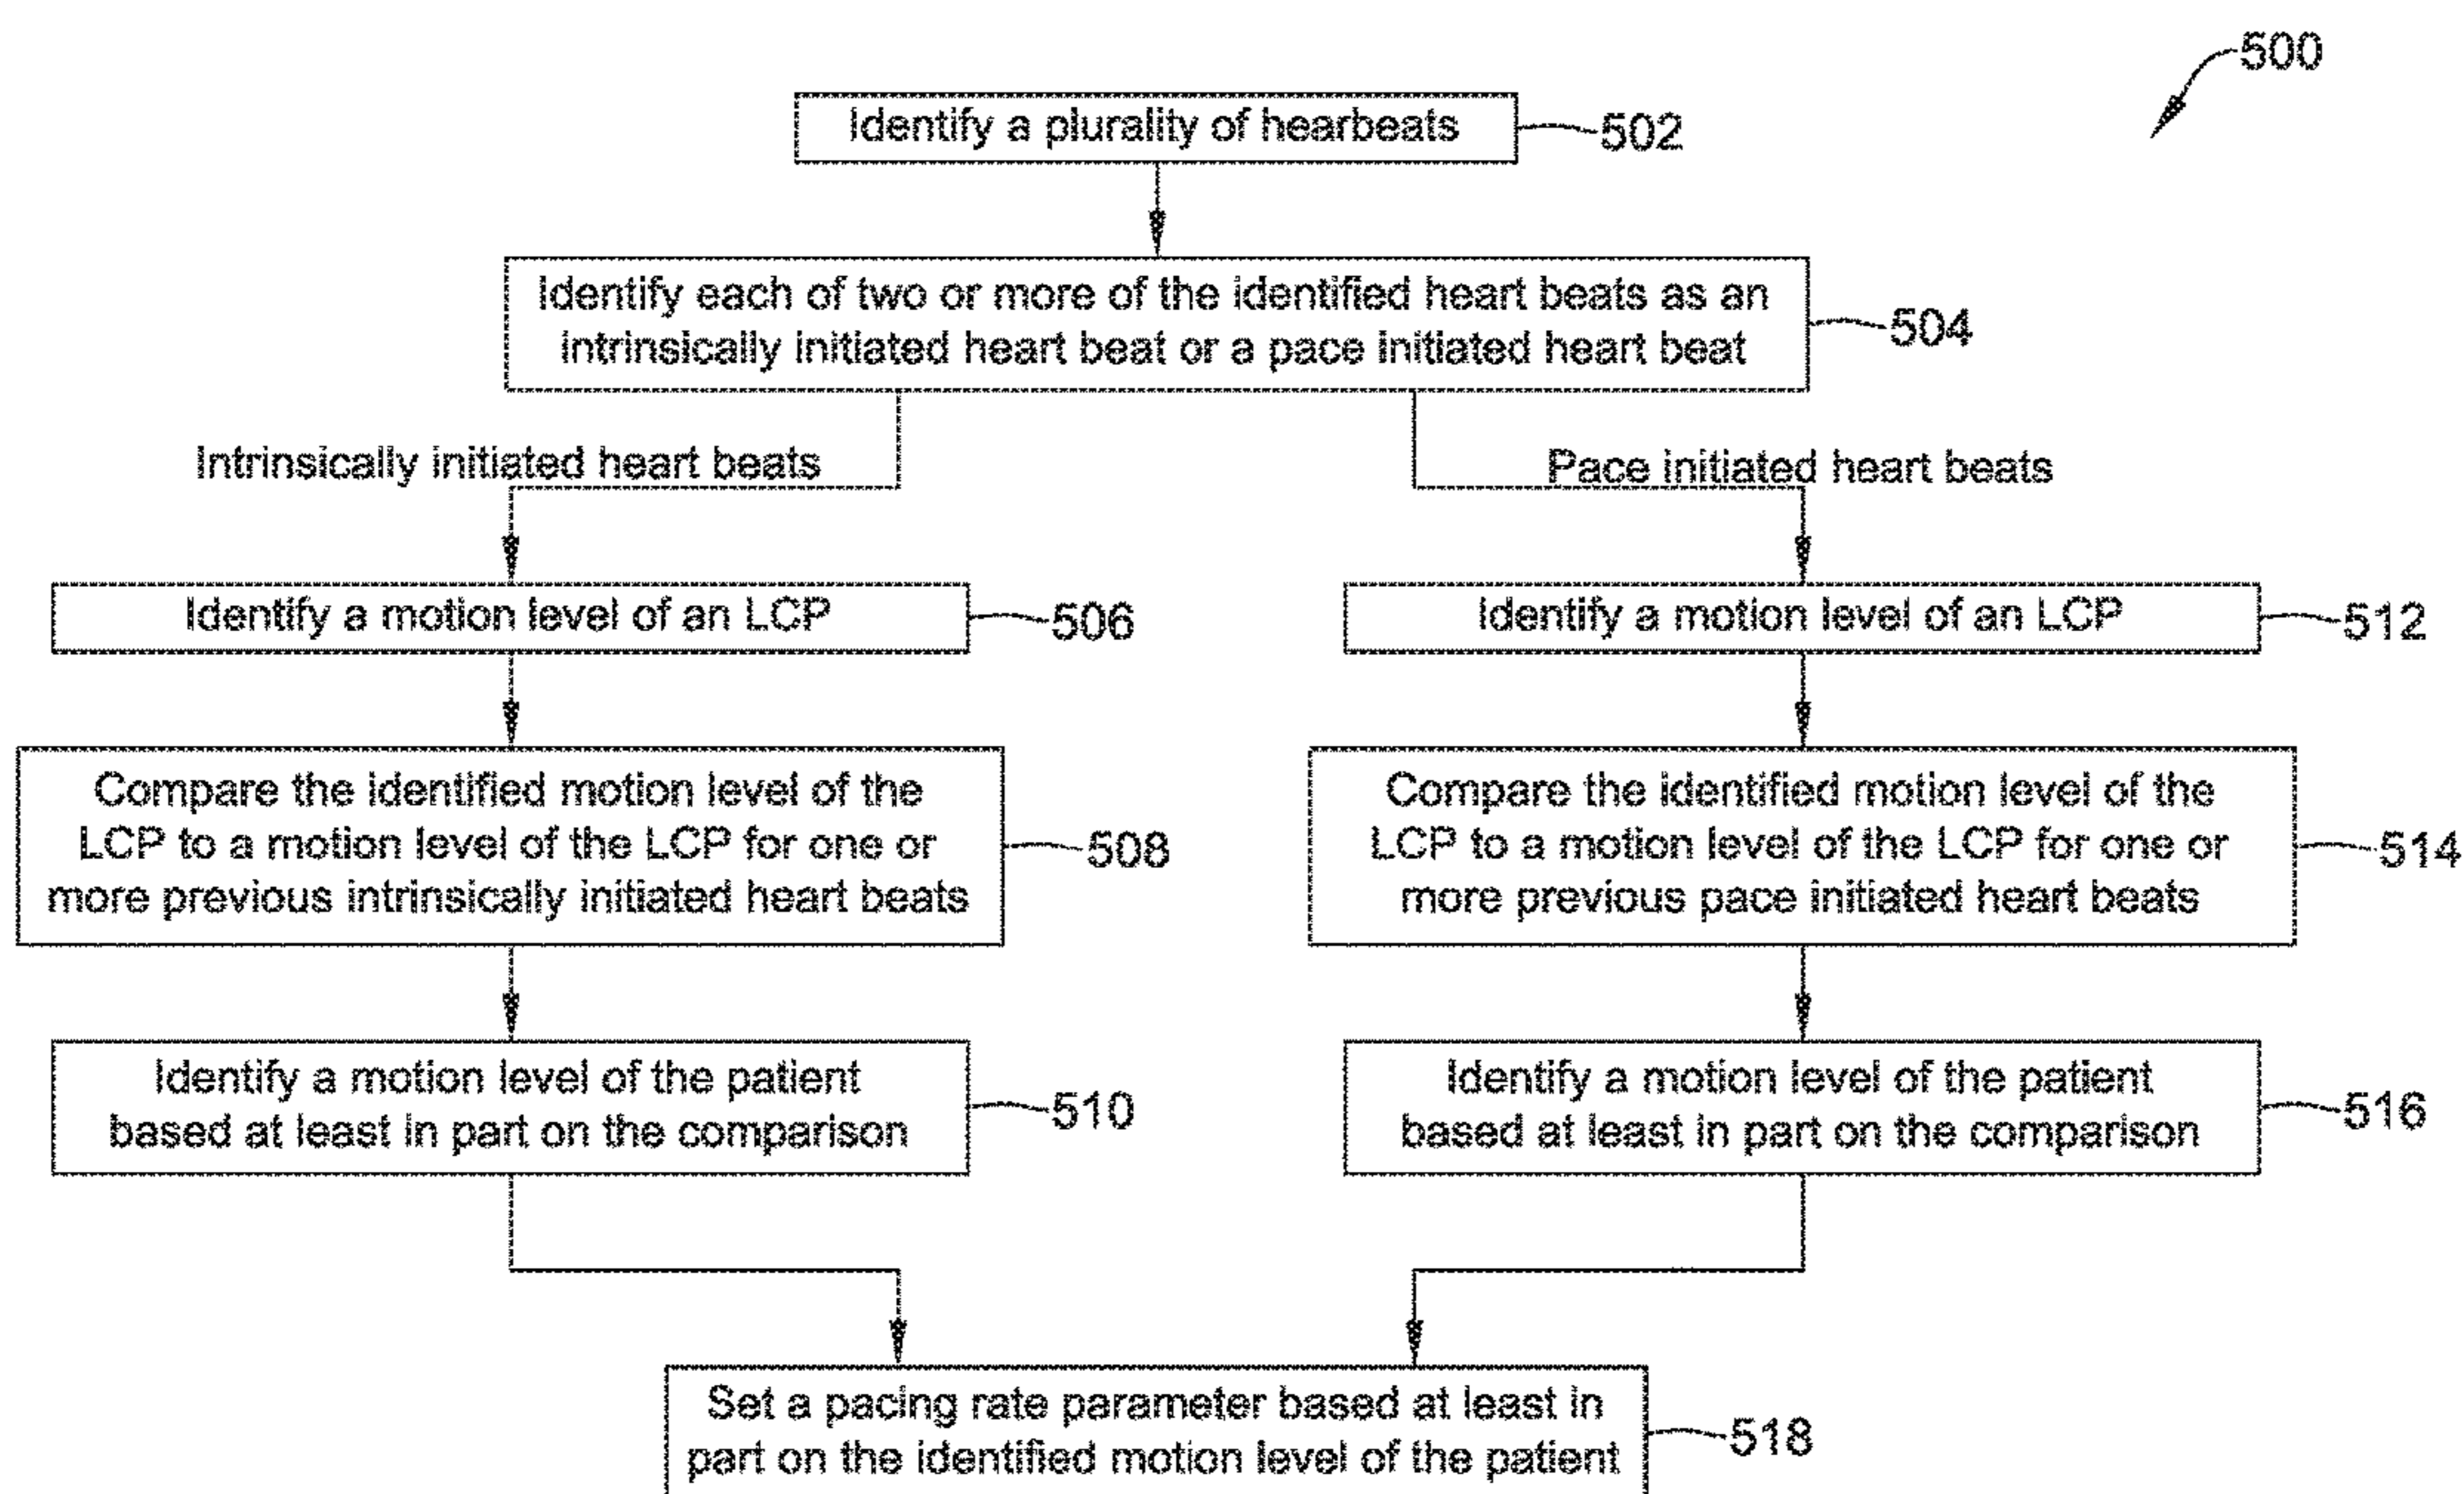 500
Identify a plurality of hearbeats
502
Identify each of two or more of the identified heart beats as an
intrinsically initiated heart beat or a pace initiated heart beat
504
Intrinsically initiated heart beats
Pace initiated heart beats
Identify a motion level of an LCP
506
Identify a motion level of an LCP
512
Compare the identified motion level of the
LCP to a motion level of the LCP for one or
more previous intrinsically initiated heart beats
508
Compare the identified motion level of the
LCP to a motion level of the LCP for one or
more previous pace initiated heart beats
514
Identify a motion level of the patient
based at least in part on the comparison
510
Identify a motion level of the patient
based at least in part on the comparison
516
Set a pacing rate parameter based at least in
part on the identified motion level of the patient
518